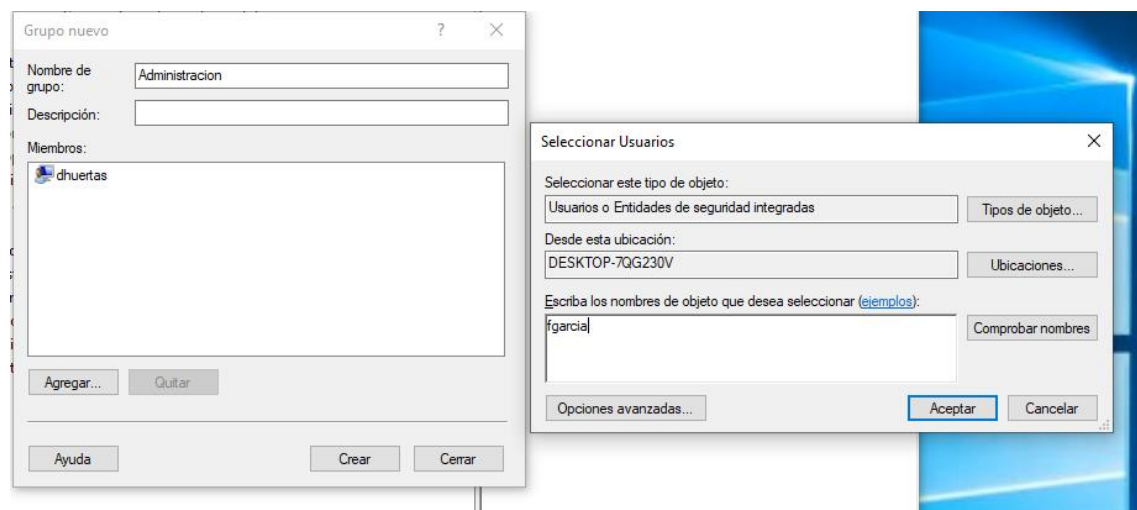 Grupo nuevo
?
Nombre de
grupo:
Administracion
Descripción:
Miembros:
dhuertas
Agregar...
Quitar
Ayuda
Crear
Cerrar
Seleccionar Usuarios
Seleccionar este tipo de objeto:
Usuarios o Entidades de seguridad integradas
Tipos de objeto...
Desde esta ubicación:
DESKTOP-7QG230V
Ubicaciones...
Escriba los nombres de objeto que desea seleccionar (ejemplos):
fgarcia
Comprobar nombres
Opciones avanzadas...
Aceptar
Cancelar